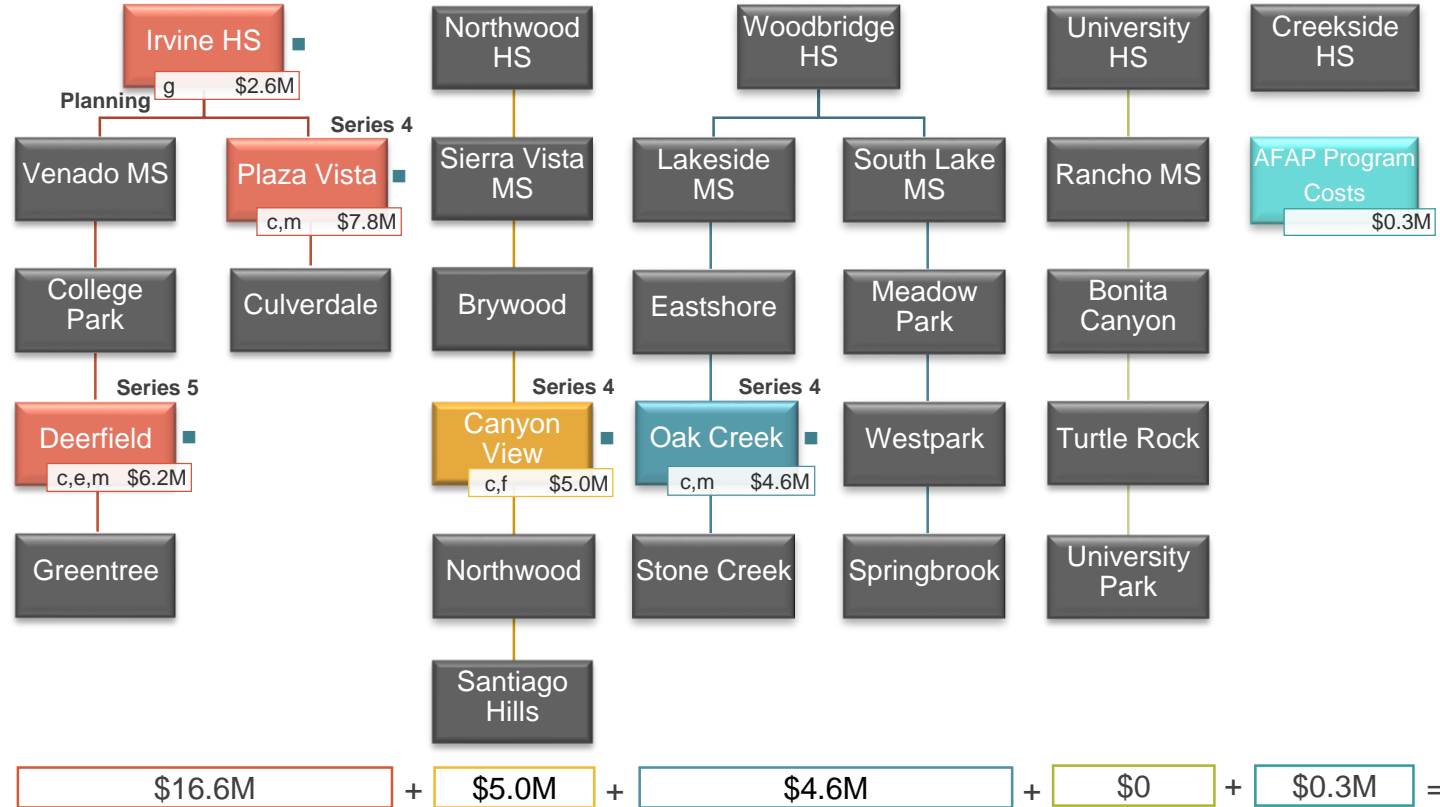 Irvine HS
g $2.6M
Northwood
HS
Woodbridge
HS
University
HS
Creekside
HS
Planning
Series 4
Venado MS
Plaza Vista
c,m $7.8M
Sierra Vista
MS
Lakeside
MS
South Lake
MS
Rancho MS
AFAP Program
Costs
$0.3M
College
Park
Culverdale
Brywood
Eastshore
Meadow
Park
Bonita
Canyon
Series 5
Series 4
Series 4
Deerfield
c,e,m $6.2M
Canyon
View
c,f $5.0M
Oak Creek
c,m $4.6M
Westpark
Turtle Rock
Greentree
Northwood
Stone Creek
Springbrook
University
Park
Santiago
Hills
$16.6M + $5.0M + $4.6M + $0 + $0.3M =